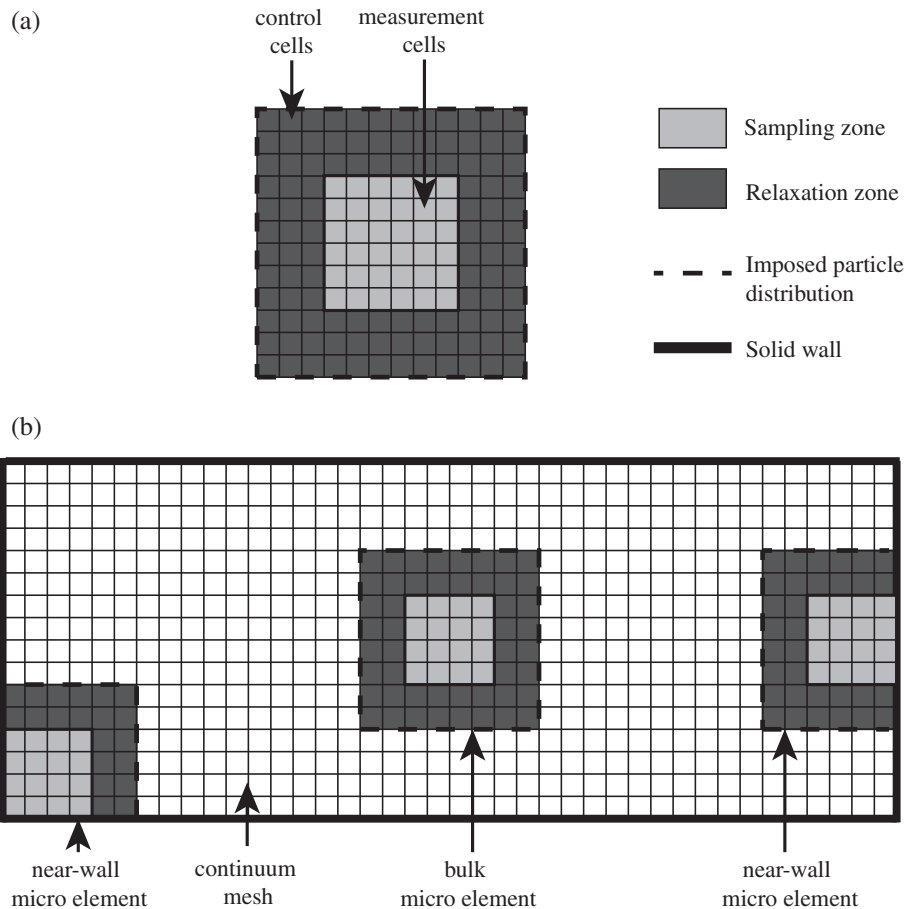 (a)
control
cells
measurement
cells
Sampling zone
Relaxation zone
Imposed particle
distribution
Solid wall
(b)
near-wall
micro element
continuum
mesh
bulk
micro element
near-wall
micro element